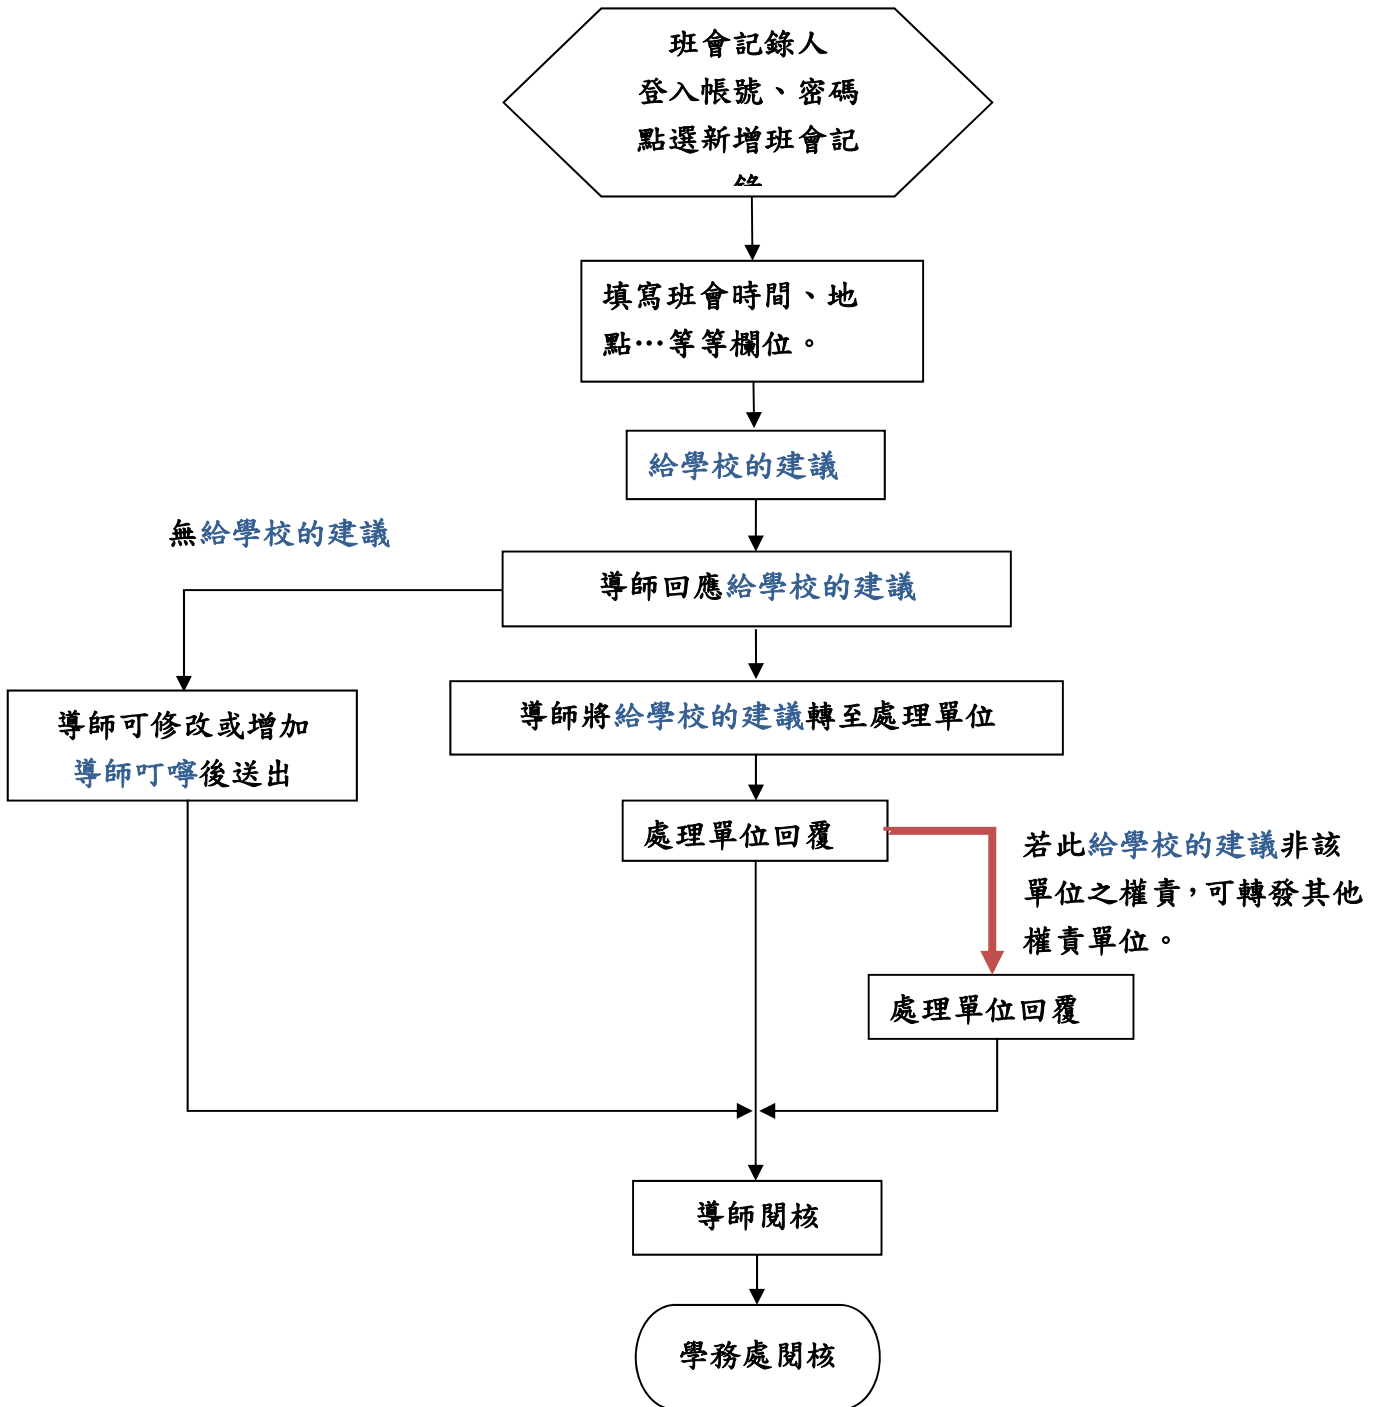 班會記錄人
登入帳號、密碼
點選新增班會記
錄
填寫班會時間、地
點…等等欄位。
給學校的建議
無給學校的建議
導師回應給學校的建議
導師可修改或增加
導師叮嚀後送出
導師將給學校的建議轉至處理單位
處理單位回覆
若此給學校的建議非該
單位之權責，可轉發其他
權責單位。
處理單位回覆
導師閱核
學務處閱核